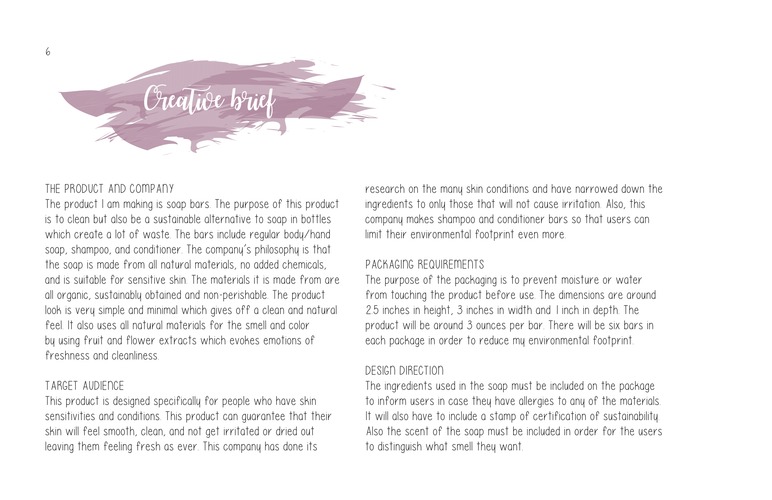 6
Creative brief
THE PRODUCT AND COMPANY
The product I am making is soap bars. The purpose of this product
is to clean but also be a sustainable alternative to soap in bottles
which create a lot of waste. The bars include regular body/hand
soap, shampoo, and conditioner. The company's philosophy is that
the soap is made from all natural materials, no added chemicals,
and is suitable for sensitive skin. The materials it is made from are
all organic, sustainably obtained and non-perishable. The product
look is very simple and minimal which gives off a clean and natural
feel. It also uses all natural materials for the smell and color
by using fruit and flower extracts which evokes emotions of
freshness and cleanliness.
TARGET AUDIENCE
This product is designed specifically for people who have skin
sensitivities and conditions. This product can guarantee that their
skin will feel smooth, clean, and not get irritated or dried out
leaving them feeling fresh as ever. This company has done its
research on the many skin conditions and have narrowed down the
ingredients to only those that will not cause irritation. Also, this
company makes shampoo and conditioner bars so that users can
limit their environmental footprint even more.
PACKAGING REQUIREMENTS
The purpose of the packaging is to prevent moisture or water
from touching the product before use. The dimensions are around
2.5 inches in height, 3 inches in width and 1 inch in depth. The
product will be around 3 ounces per bar. There will be six bars in
each package in order to reduce my environmental footprint.
DESIGN DIRECTION
The ingredients used in the soap must be included on the package
to inform users in case they have allergies to any of the materials.
It will also have to include a stamp of certification of sustainability.
Also the scent of the soap must be included in order for the users
to distinguish what smell they want.